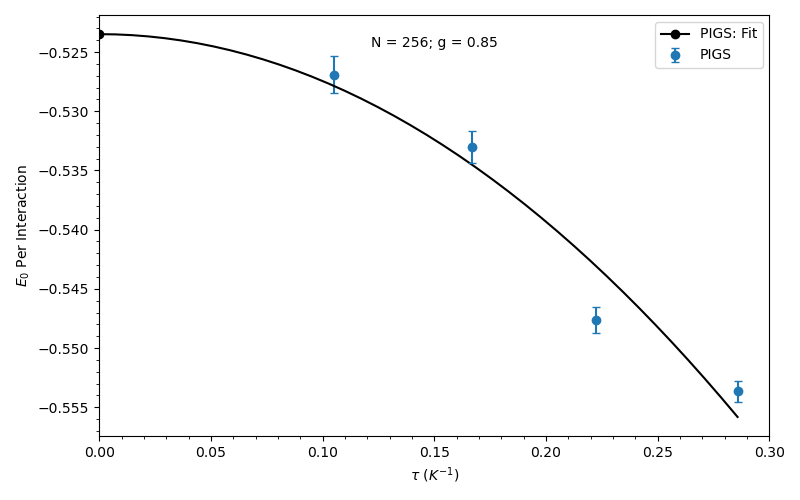 N = 256; g = 0.85
PIGS: Fit
PIGS
E₀ Per Interaction
−0.525
−0.530
−0.535
−0.540
−0.545
−0.550
−0.555
0.00 0.05 0.10 0.15 0.20 0.25 0.30
τ (K⁻¹)